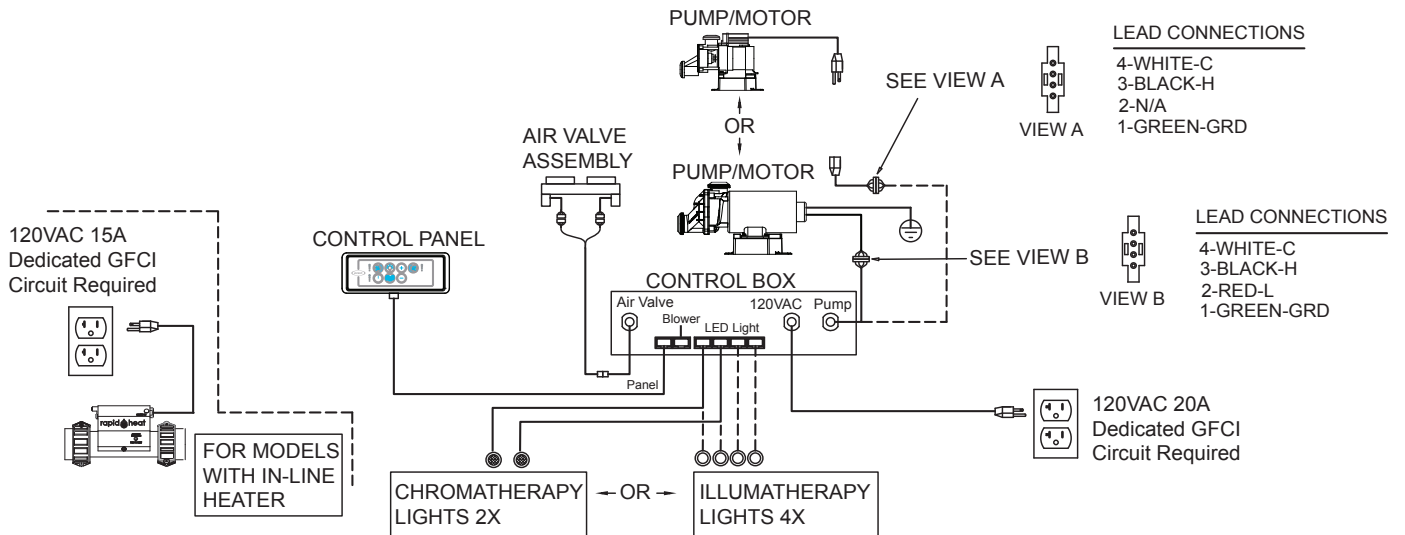 PUMP/MOTOR
LEAD CONNECTIONS
4-WHITE-C
3-BLACK-H
2-N/A
1-GREEN-GRD
SEE VIEW A
VIEW A
OR
AIR VALVE
ASSEMBLY
PUMP/MOTOR
LEAD CONNECTIONS
4-WHITE-C
3-BLACK-H
2-RED-L
1-GREEN-GRD
SEE VIEW B
VIEW B
120VAC 15A
Dedicated GFCI
Circuit Required
CONTROL PANEL
CONTROL BOX
Air Valve
120VAC
Pump
Blower
LED Light
Panel
rapid heat
FOR MODELS
WITH IN-LINE
HEATER
120VAC 20A
Dedicated GFCI
Circuit Required
CHROMATHERAPY
LIGHTS 2X
OR
ILLUMATHERAPY
LIGHTS 4X